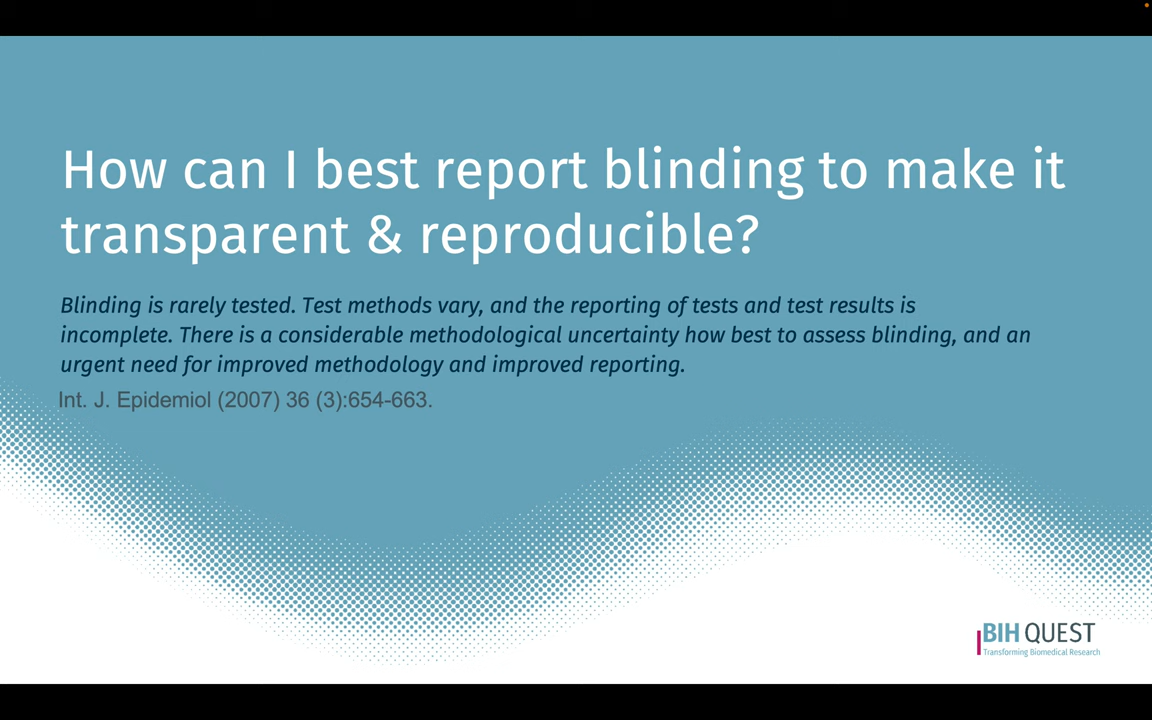 How can I best report blinding to make it
transparent & reproducible?
Blinding is rarely tested. Test methods vary, and the reporting of tests and test results is
incomplete. There is a considerable methodological uncertainty how best to assess blinding, and an
urgent need for improved methodology and improved reporting.
Int. J. Epidemiol (2007) 36 (3):654-663.
BIH QUEST
Transforming Biomedical Research